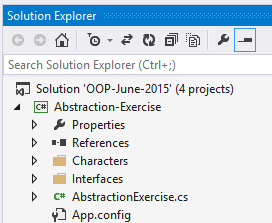 Solution Explorer
Search Solution Explorer (Ctrl+;)
Solution 'OOP-June-2015' (4 projects)
C# Abstraction-Exercise
Properties
References
Characters
Interfaces
C# AbstractionExercise.cs
App.config